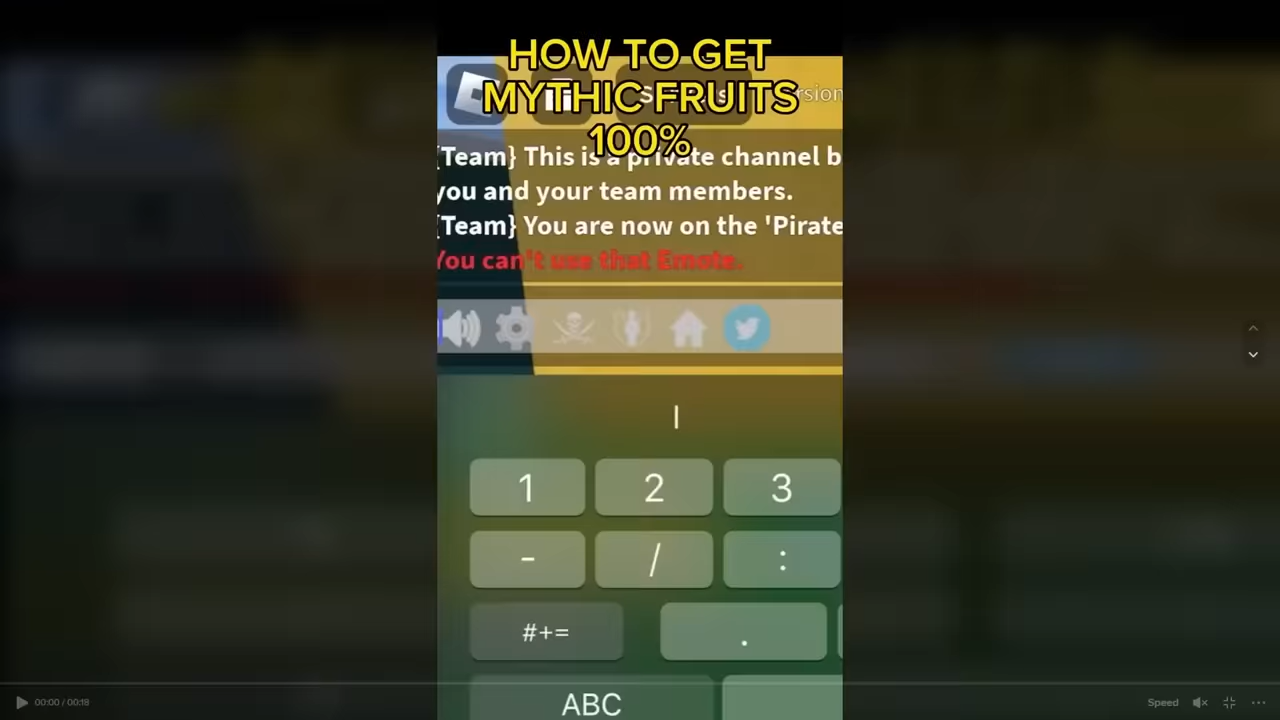 HOW TO GET
MYTHIC FRUITS
100%
{Team} This is a private channel b
you and your team members.
{Team} You are now on the 'Pirate
You can't use that Emote.
1 2 3
- / :
#+= .
ABC
00:00 / 00:18
Speed